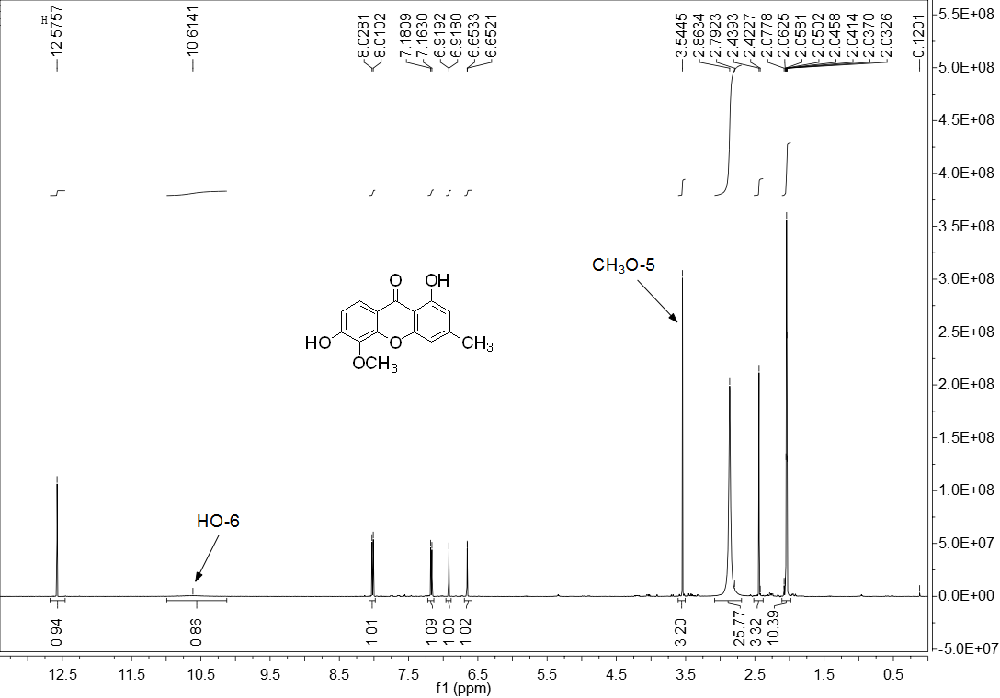 H
12.5757
10.6141
8.0281
8.0102
7.1809
7.1630
6.9192
6.9180
6.6533
6.6521
3.5445
2.8634
2.7923
2.4393
2.4227
2.0778
2.0625
2.0581
2.0502
2.0458
2.0414
2.0370
2.0326
0.1201
5.5E+08
5.0E+08
4.5E+08
4.0E+08
3.5E+08
3.0E+08
2.5E+08
2.0E+08
1.5E+08
1.0E+08
5.0E+07
0.0E+00
-5.0E+07
O
OH
HO
O
CH3
OCH3
CH3O-5
HO-6
0.94
0.86
1.01
1.09
1.00
1.02
3.20
25.77
3.32
10.39
12.5
11.5
10.5
9.5
8.5
7.5
6.5
5.5
4.5
3.5
2.5
1.5
0.5
f1 (ppm)